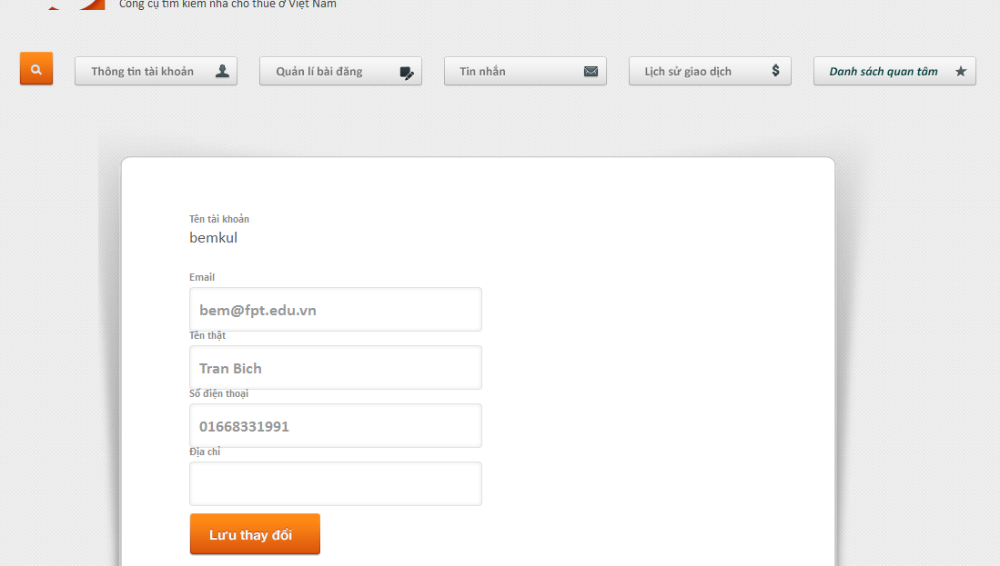 Công cụ tìm kiếm nhà cho thuê ở Việt Nam
Thông tin tài khoản
Quản lí bài đăng
Tin nhắn
Lịch sử giao dịch
$
Danh sách quan tâm
Tên tài khoản
bemkul
Email
bem@fpt.edu.vn
Tên thật
Tran Bich
Số điện thoại
01668331991
Địa chỉ
Lưu thay đổi